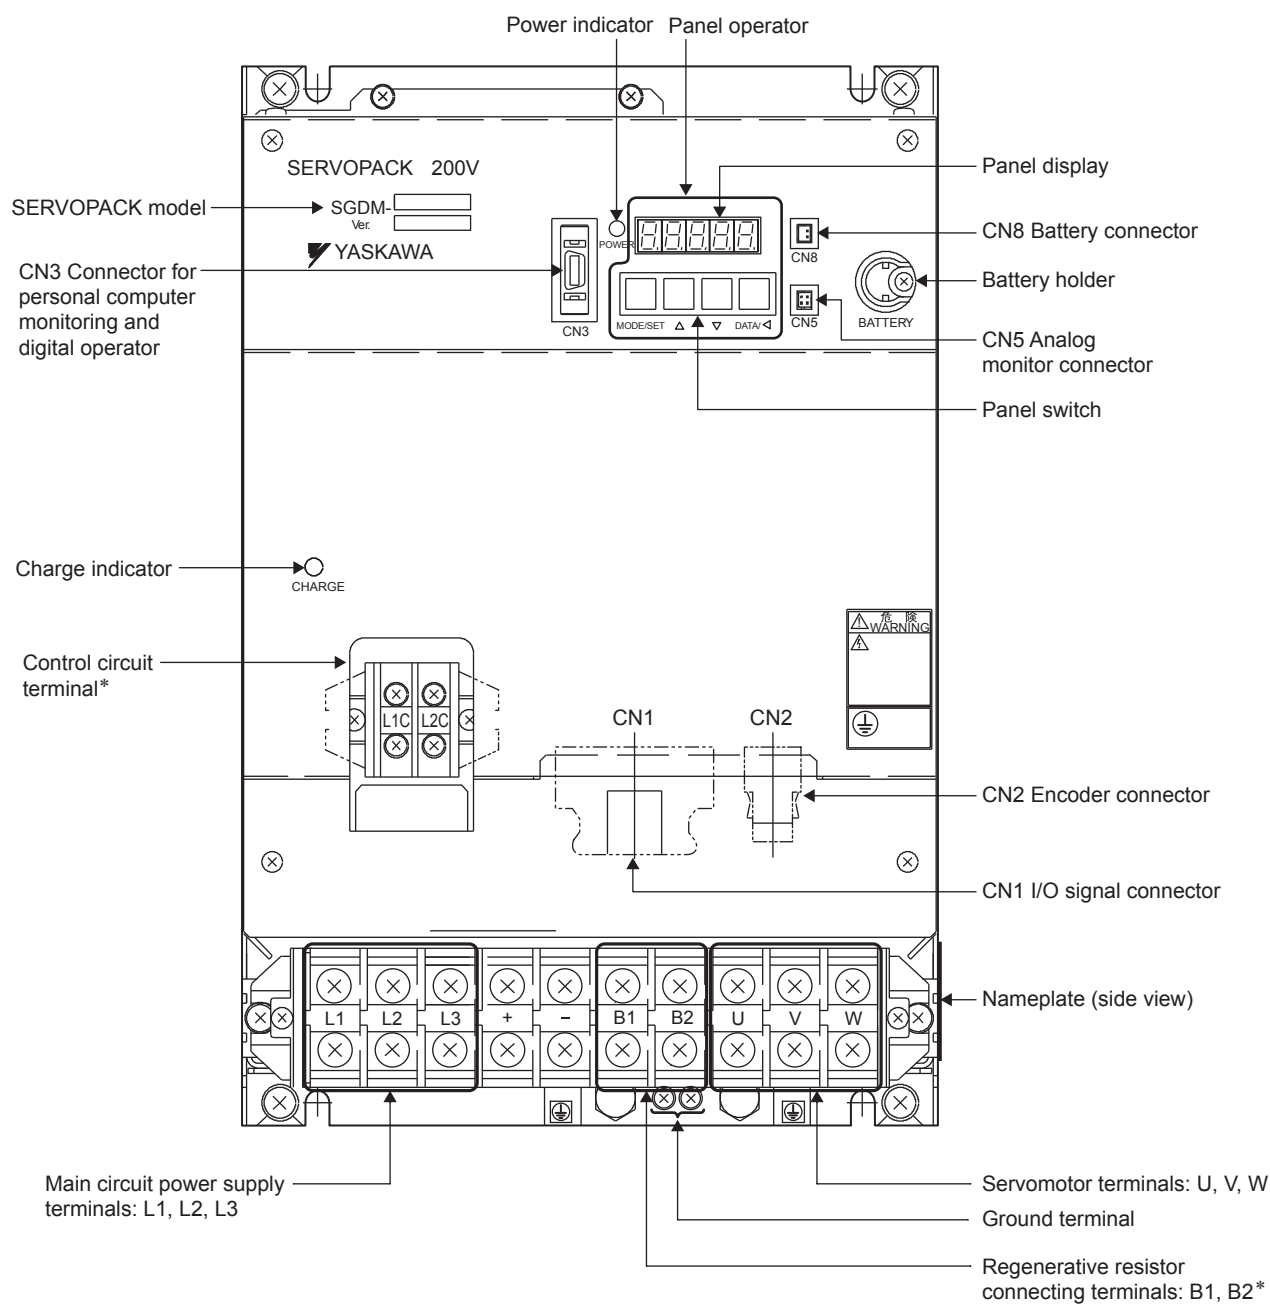 Power indicator
Panel operator
SERVOPACK 200V
Panel display
SERVOPACK model
SGDM-
Ver.
YASKAWA
POWER
CN8
CN8 Battery connector
CN3 Connector for
personal computer
monitoring and
digital operator
CN3
MODE/SET △ ▽ DATA/◁
CN5
BATTERY
Battery holder
CN5 Analog
monitor connector
Panel switch
Charge indicator
CHARGE
危 険
WARNING
Control circuit
terminal*
L1C L2C
CN1
CN2
CN2 Encoder connector
CN1 I/O signal connector
L1 L2 L3 + − B1 B2 U V W
Nameplate (side view)
Main circuit power supply
terminals: L1, L2, L3
Servomotor terminals: U, V, W
Ground terminal
Regenerative resistor
connecting terminals: B1, B2*